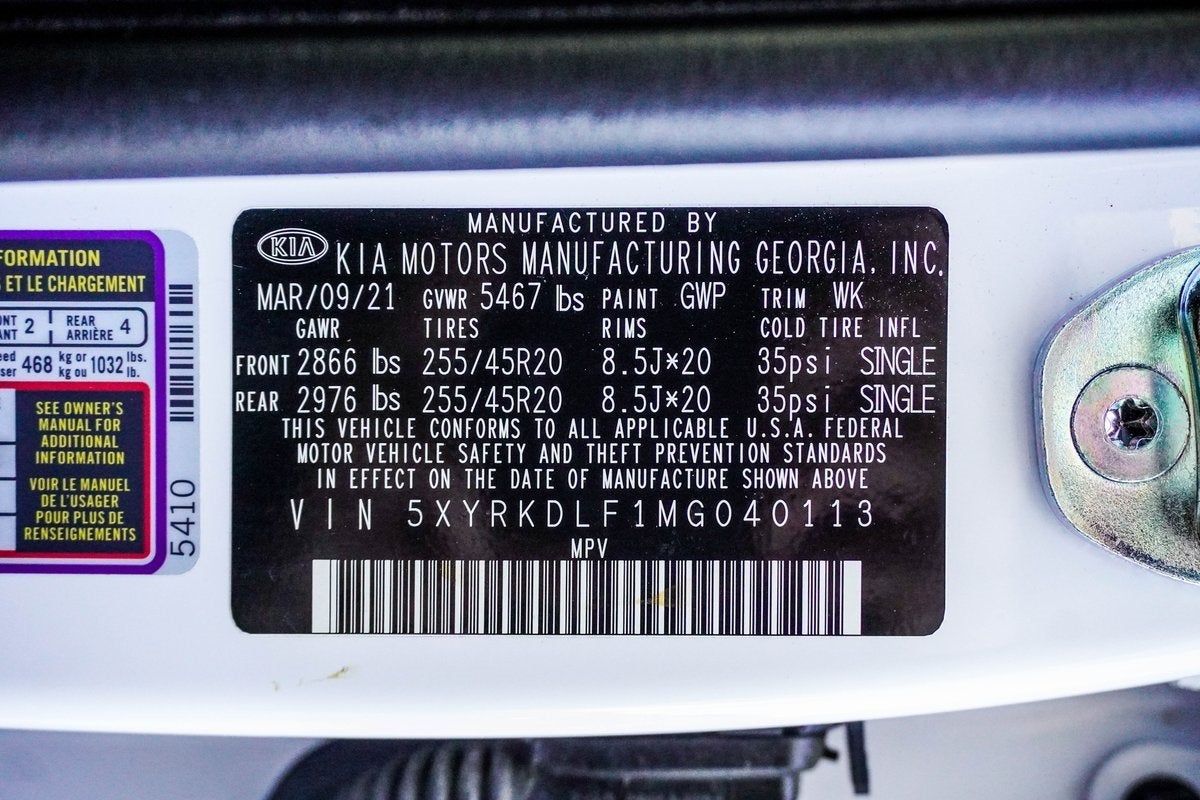 FORMATION
S ET LE CHARGEMENT
2 | REAR ARRIÈRE 4
468 kg or kg ou 1032 lbs. lb.
SEE OWNER'S
MANUAL FOR
ADDITIONAL
INFORMATION
VOIR LE MANUEL
DE L'USAGER
POUR PLUS DE
RENSEIGNEMENTS
5410
MANUFACTURED BY
KIA KIA MOTORS MANUFACTURING GEORGIA, INC.
MAR/09/21 GVWR 5467 lbs PAINT GWP TRIM WK
GAWR TIRES RIMS COLD TIRE INFL
FRONT 2866 lbs 255/45R20 8.5J*20 35psi SINGLE
REAR 2976 lbs 255/45R20 8.5J*20 35psi SINGLE
THIS VEHICLE CONFORMS TO ALL APPLICABLE U.S.A. FEDERAL
MOTOR VEHICLE SAFETY AND THEFT PREVENTION STANDARDS
IN EFFECT ON THE DATE OF MANUFACTURE SHOWN ABOVE
VIN 5XYRKDLF1MG040113
MPV